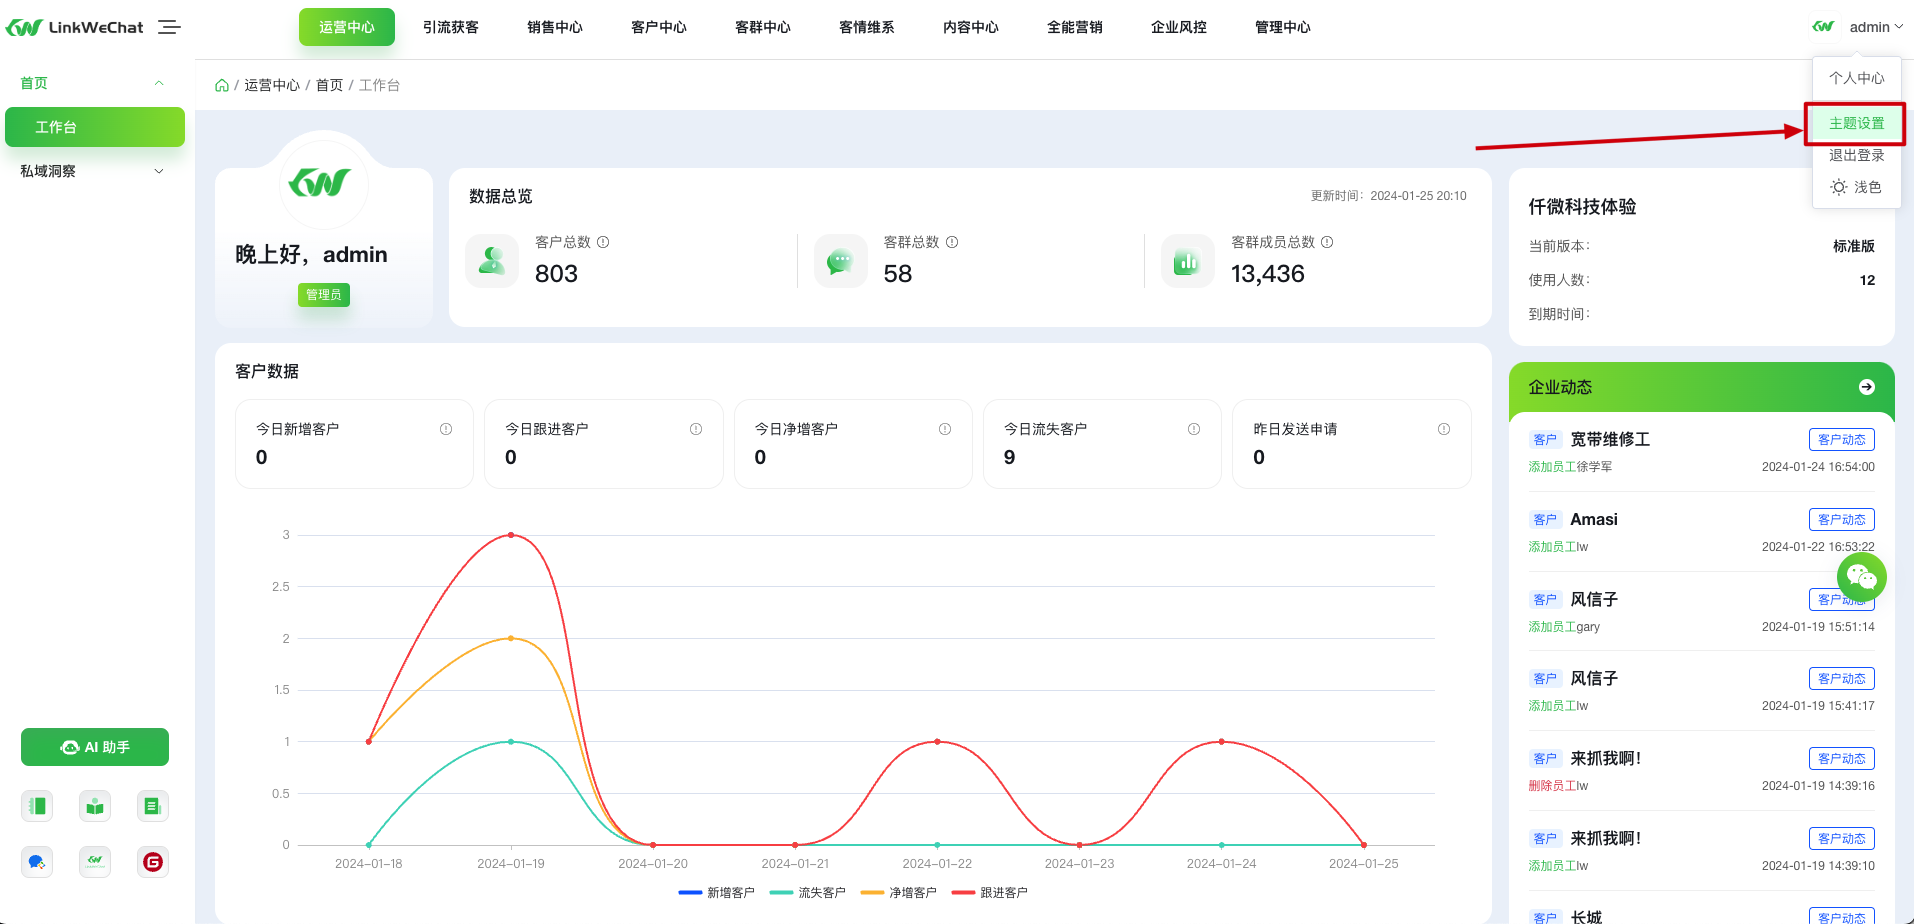 LinkWeChat
运营中心 引流获客 销售中心 客户中心 客群中心 客情维系 内容中心 全能营销 企业风控 管理中心
admin
个人中心
主题设置
退出登录
浅色
首页
工作台
私域洞察
AI 助手
/ 运营中心 / 首页 / 工作台
晚上好，admin
管理员
数据总览
更新时间：2024-01-25 20:10
客户总数
803
客群总数
58
客群成员总数
13,436
仟微科技体验
当前版本：
标准版
使用人数：
12
到期时间：
客户数据
今日新增客户
0
今日跟进客户
0
今日净增客户
0
今日流失客户
9
昨日发送申请
0
3
2.5
2
1.5
1
0.5
0
2024-01-18 2024-01-19 2024-01-20 2024-01-21 2024-01-22 2024-01-23 2024-01-24 2024-01-25
新增客户 流失客户 净增客户 跟进客户
企业动态
客户 宽带维修工 客户动态
添加员工徐学军 2024-01-24 16:54:00
客户 Amasi 客户动态
添加员工lw 2024-01-22 16:53:22
客户 风信子 客户动态
添加员工gary 2024-01-19 15:51:14
客户 风信子 客户动态
添加员工lw 2024-01-19 15:41:17
客户 来抓我啊！ 客户动态
删除员工lw 2024-01-19 14:39:16
客户 来抓我啊！ 客户动态
添加员工lw 2024-01-19 14:39:10
客户 长城 客户动态